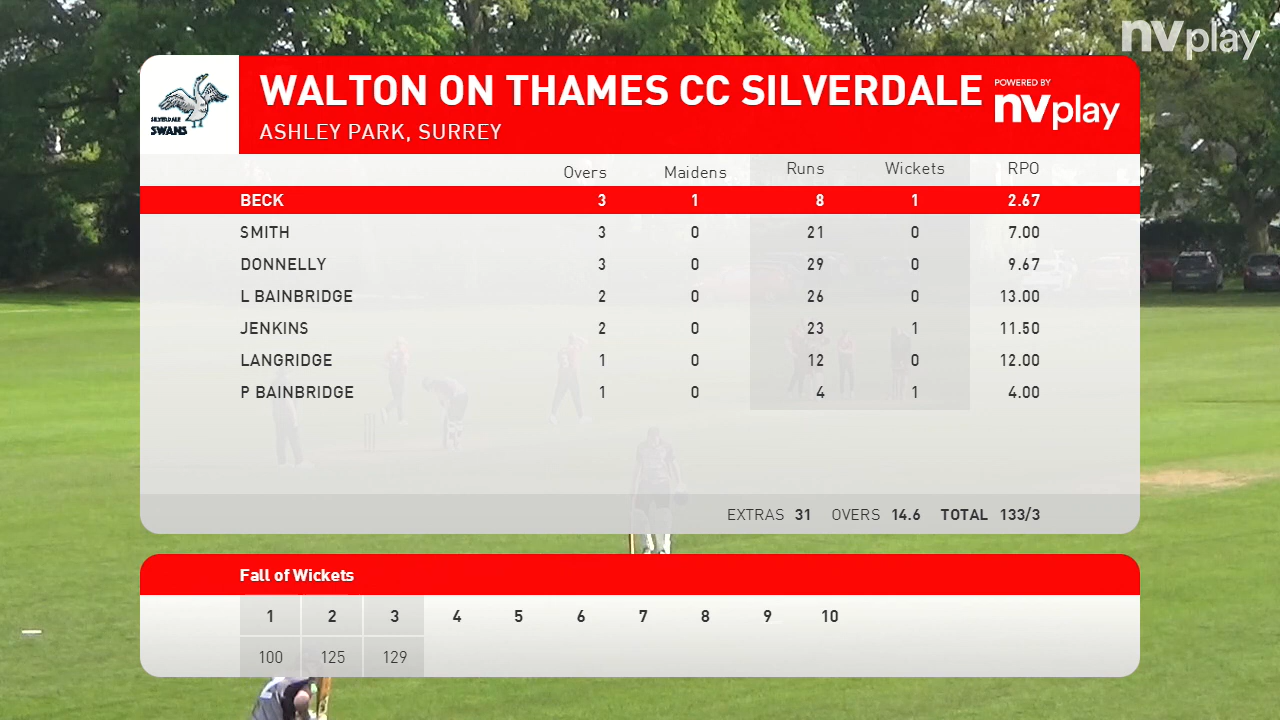 nvplay
WALTON ON THAMES CC SILVERDALE
POWERED BY
nvplay
ASHLEY PARK, SURREY
SILVERDALE
SWANS
Overs Maidens Runs Wickets RPO
BECK 3 1 8 1 2.67
SMITH 3 0 21 0 7.00
DONNELLY 3 0 29 0 9.67
L BAINBRIDGE 2 0 26 0 13.00
JENKINS 2 0 23 1 11.50
LANGRIDGE 1 0 12 0 12.00
P BAINBRIDGE 1 0 4 1 4.00
EXTRAS 31 OVERS 14.6 TOTAL 133/3
Fall of Wickets
1 2 3 4 5 6 7 8 9 10
100 125 129